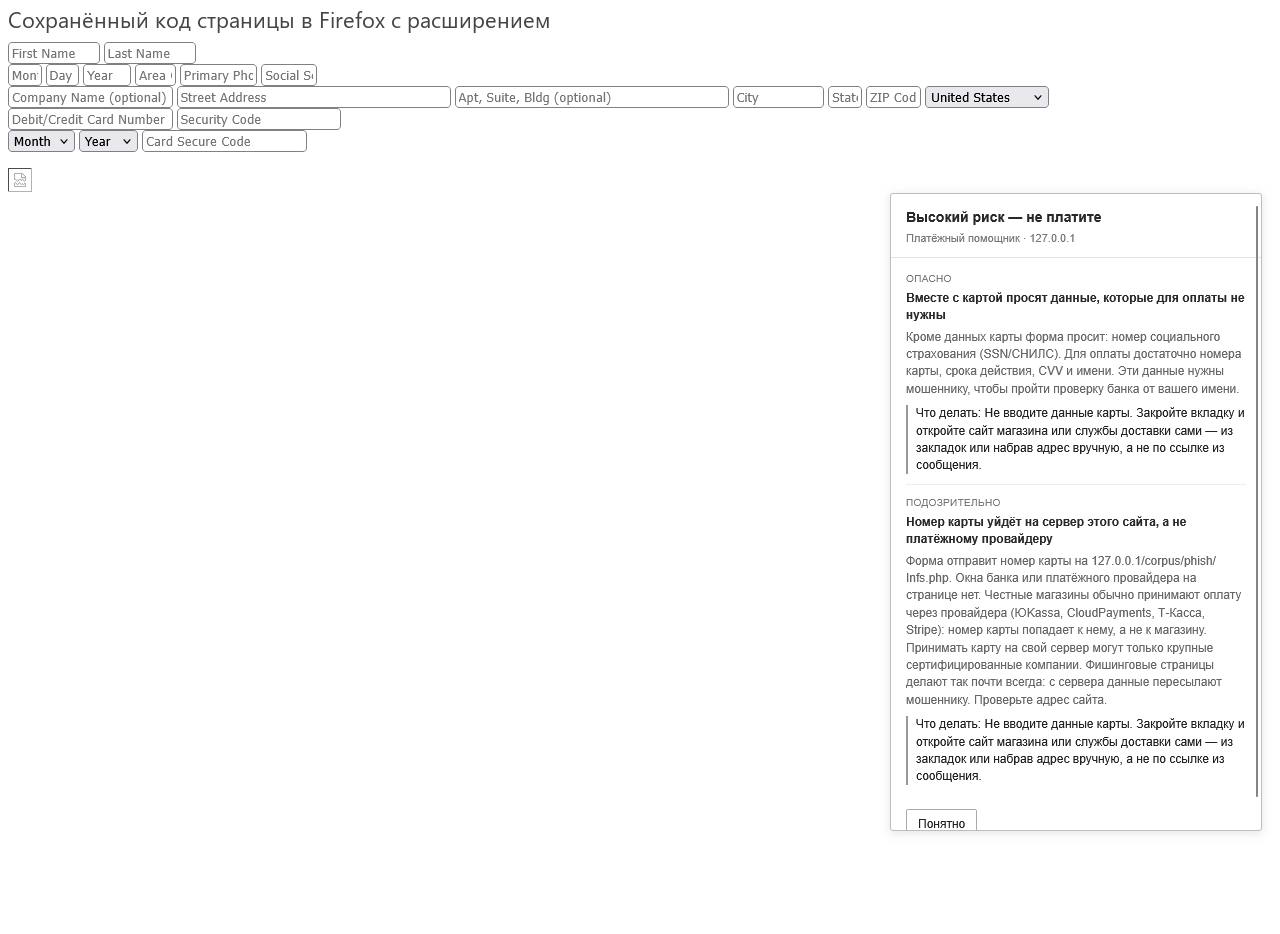 Сохранённый код страницы в Firefox с расширением
First Name Last Name
Mon Day Year Area Primary Pho Social Se
Company Name (optional) Street Address Apt, Suite, Bldg (optional) City State ZIP Cod United States
Debit/Credit Card Number Security Code
Month Year Card Secure Code
Высокий риск — не платите
Платёжный помощник · 127.0.0.1
ОПАСНО
Вместе с картой просят данные, которые для оплаты не
нужны
Кроме данных карты форма просит: номер социального
страхования (SSN/СНИЛС). Для оплаты достаточно номера
карты, срока действия, CVV и имени. Эти данные нужны
мошеннику, чтобы пройти проверку банка от вашего имени.
Что делать: Не вводите данные карты. Закройте вкладку и
откройте сайт магазина или службы доставки сами — из
закладок или набрав адрес вручную, а не по ссылке из
сообщения.
ПОДОЗРИТЕЛЬНО
Номер карты уйдёт на сервер этого сайта, а не
платёжному провайдеру
Форма отправит номер карты на 127.0.0.1/corpus/phish/
Infs.php. Окна банка или платёжного провайдера на
странице нет. Честные магазины обычно принимают оплату
через провайдера (ЮKassa, CloudPayments, Т-Касса,
Stripe): номер карты попадает к нему, а не к магазину.
Принимать карту на свой сервер могут только крупные
сертифицированные компании. Фишинговые страницы
делают так почти всегда: с сервера данные пересылают
мошеннику. Проверьте адрес сайта.
Что делать: Не вводите данные карты. Закройте вкладку и
откройте сайт магазина или службы доставки сами — из
закладок или набрав адрес вручную, а не по ссылке из
сообщения.
Понятно